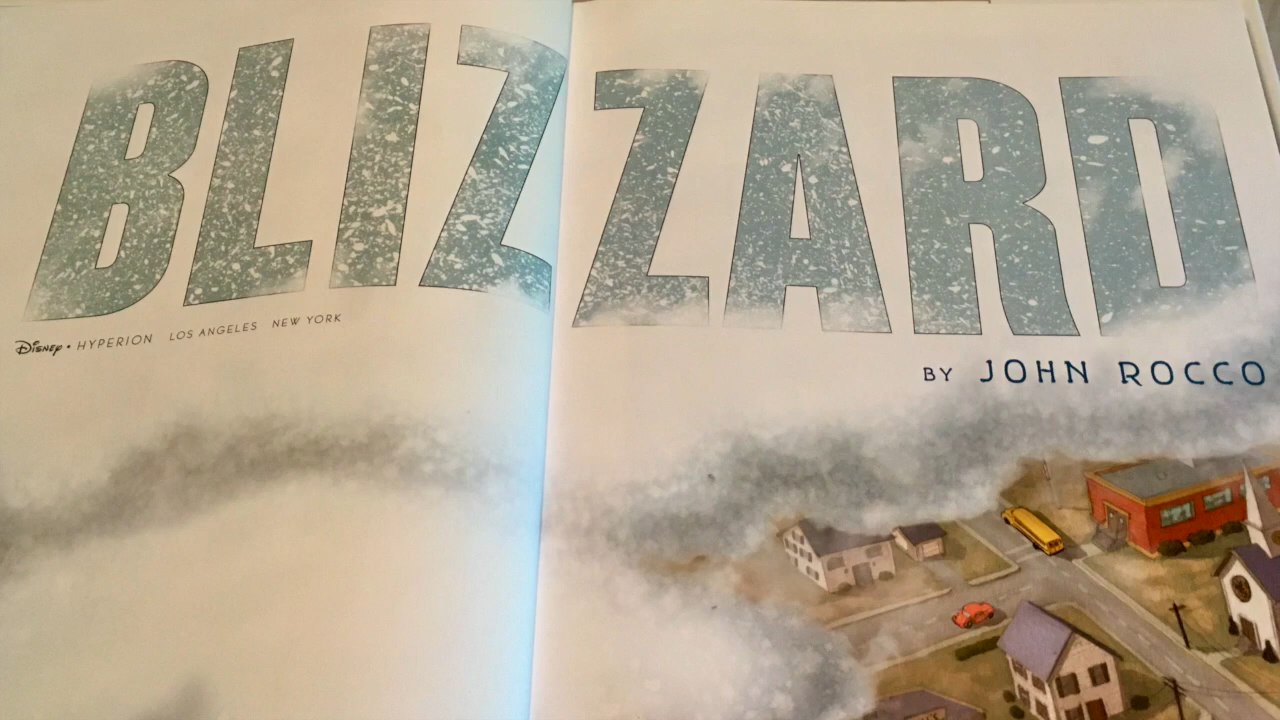 BLIZZARD
DISNEY • HYPERION LOS ANGELES NEW YORK
BY JOHN ROCCO